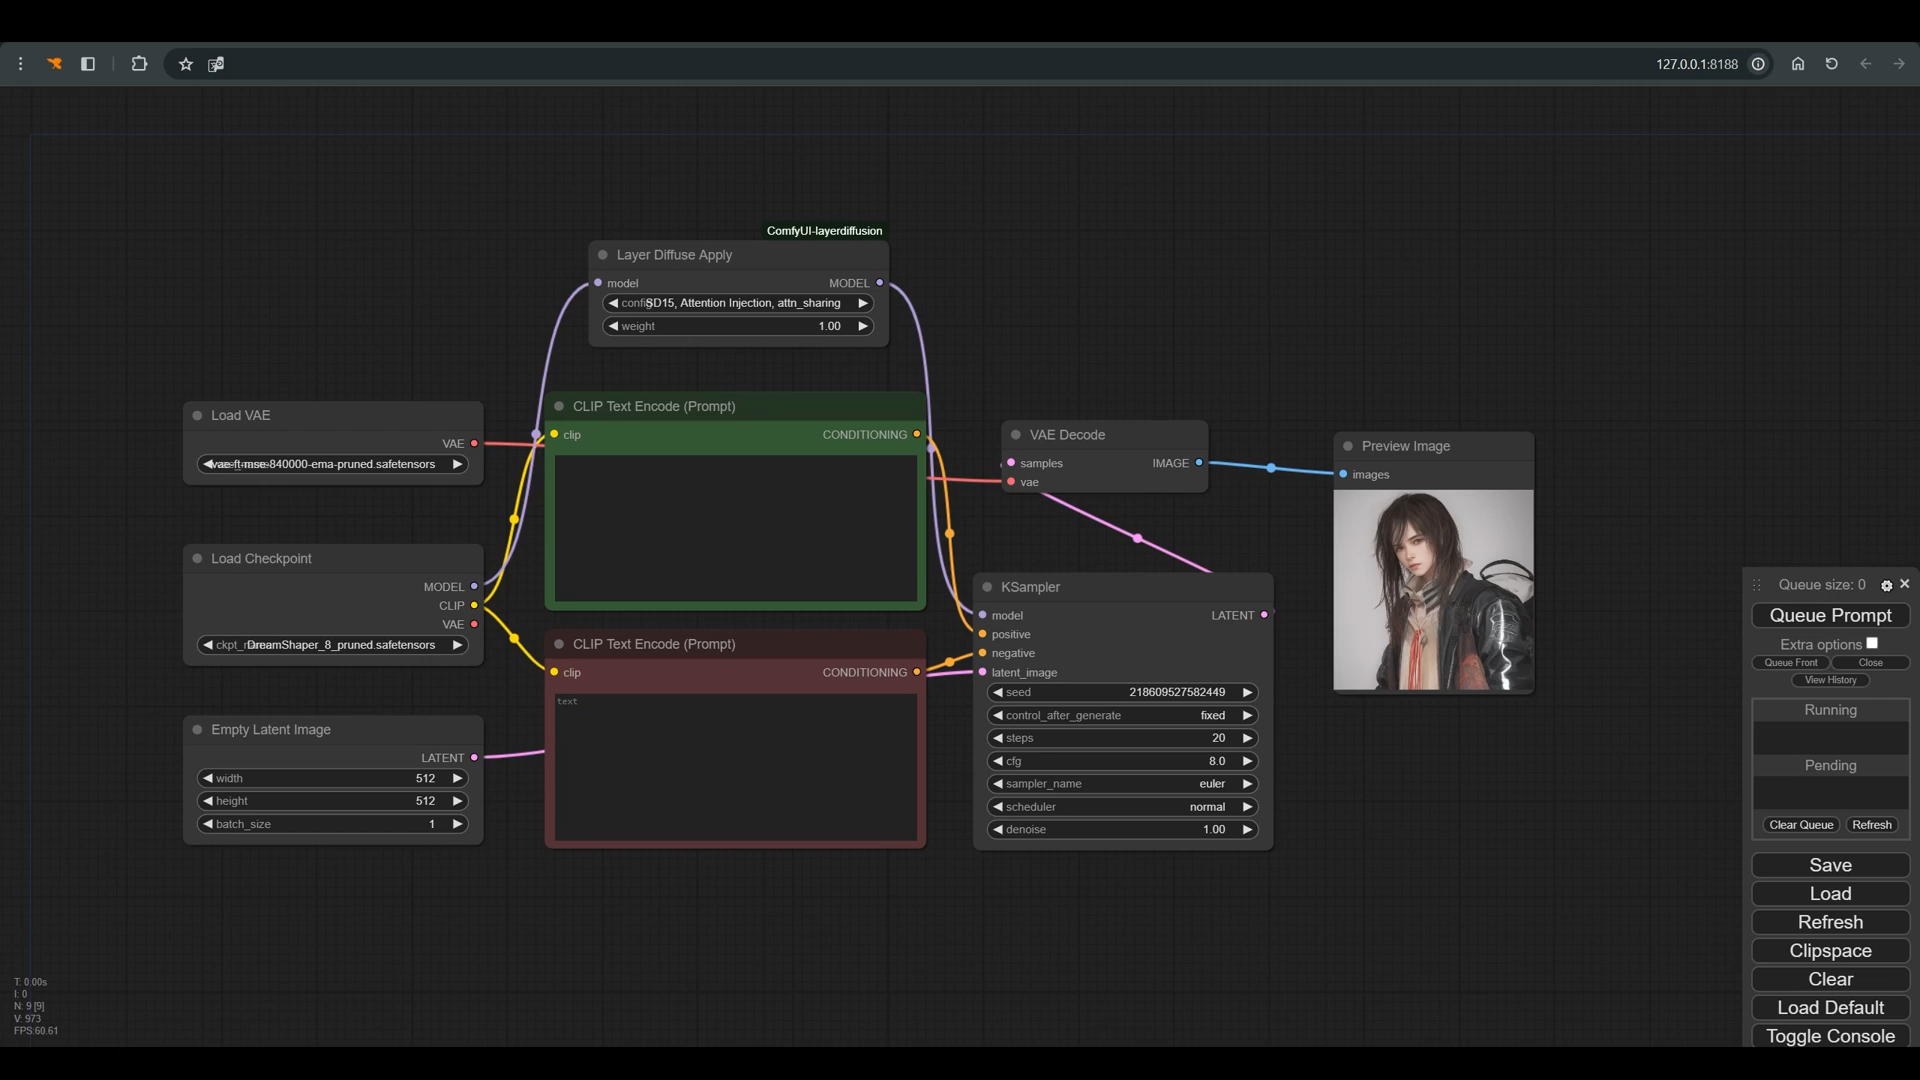 127.0.0.1:8188
ComfyUI-layerdiffusion
Layer Diffuse Apply
model MODEL
SD15, Attention Injection, attn_sharing
weight 1.00
Load VAE
VAE
vae-ft-mse-840000-ema-pruned.safetensors
Load Checkpoint
MODEL
CLIP
VAE
DreamShaper_8_pruned.safetensors
Empty Latent Image
LATENT
width 512
height 512
batch_size 1
CLIP Text Encode (Prompt)
clip CONDITIONING
CLIP Text Encode (Prompt)
clip CONDITIONING
text
VAE Decode
samples IMAGE
vae
KSampler
model LATENT
positive
negative
latent_image
seed 218609527582449
control_after_generate fixed
steps 20
cfg 8.0
sampler_name euler
scheduler normal
denoise 1.00
Preview Image
images
Queue size: 0
Queue Prompt
Extra options
Queue Front Close
View History
Running
Pending
Clear Queue Refresh
Save
Load
Refresh
Clipspace
Clear
Load Default
Toggle Console
T: 0.00s
I: 0
N: 9 [9]
V: 973
FPS:60.61